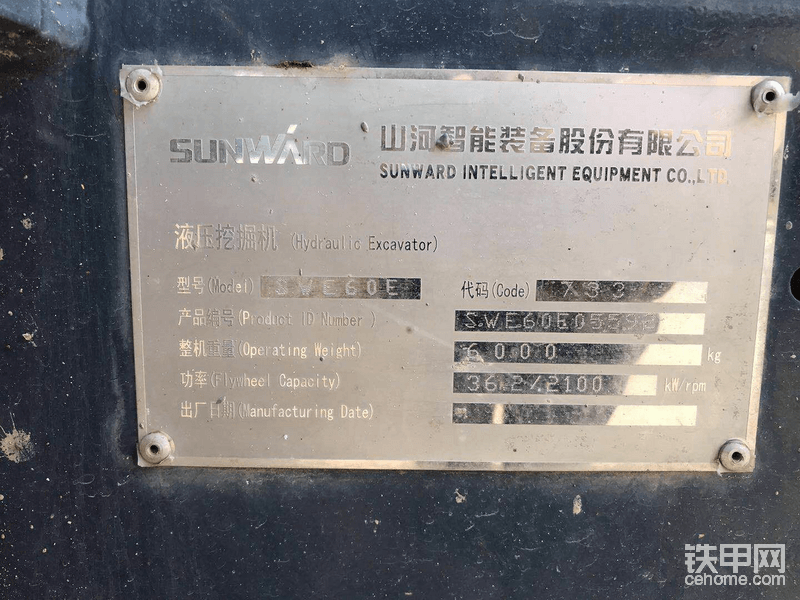 SUNWARD 山河智能装备股份有限公司
SUNWARD INTELLIGENT EQUIPMENT CO.,LTD.
液压挖掘机 (Hydraulic Excavator)
型号(Model) SWE60E 代码(Code) X33
产品编号(Product ID Number)
整机重量(Operating Weight) 6000 kg
功率(Flywheel Capacity) 36.2/2100 kW/rpm
出厂日期(Manufacturing Date)
铁甲网
cehome.com